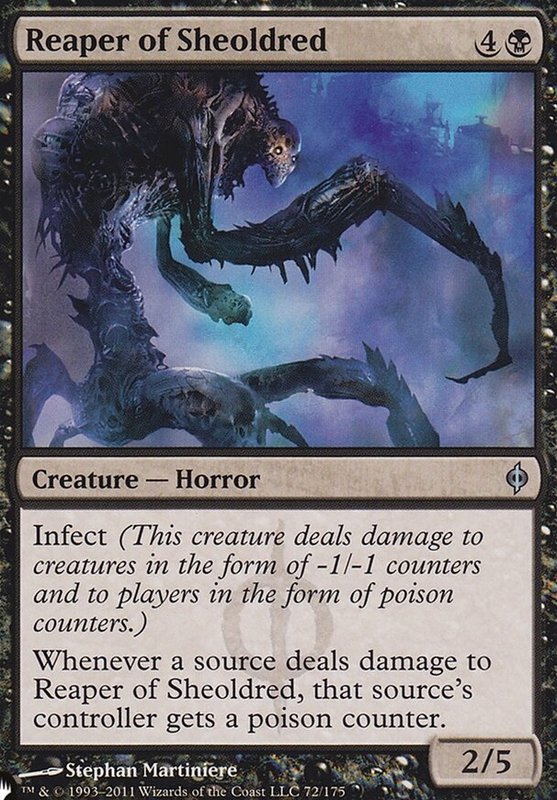 Reaper of Sheoldred 4
Creature — Horror
Infect (This creature deals damage to
creatures in the form of -1/-1 counters
and to players in the form of poison
counters.)
Whenever a source deals damage to
Reaper of Sheoldred, that source's
controller gets a poison counter.
2/5
Stephan Martiniere
™ & © 1993–2011 Wizards of the Coast LLC 72/175